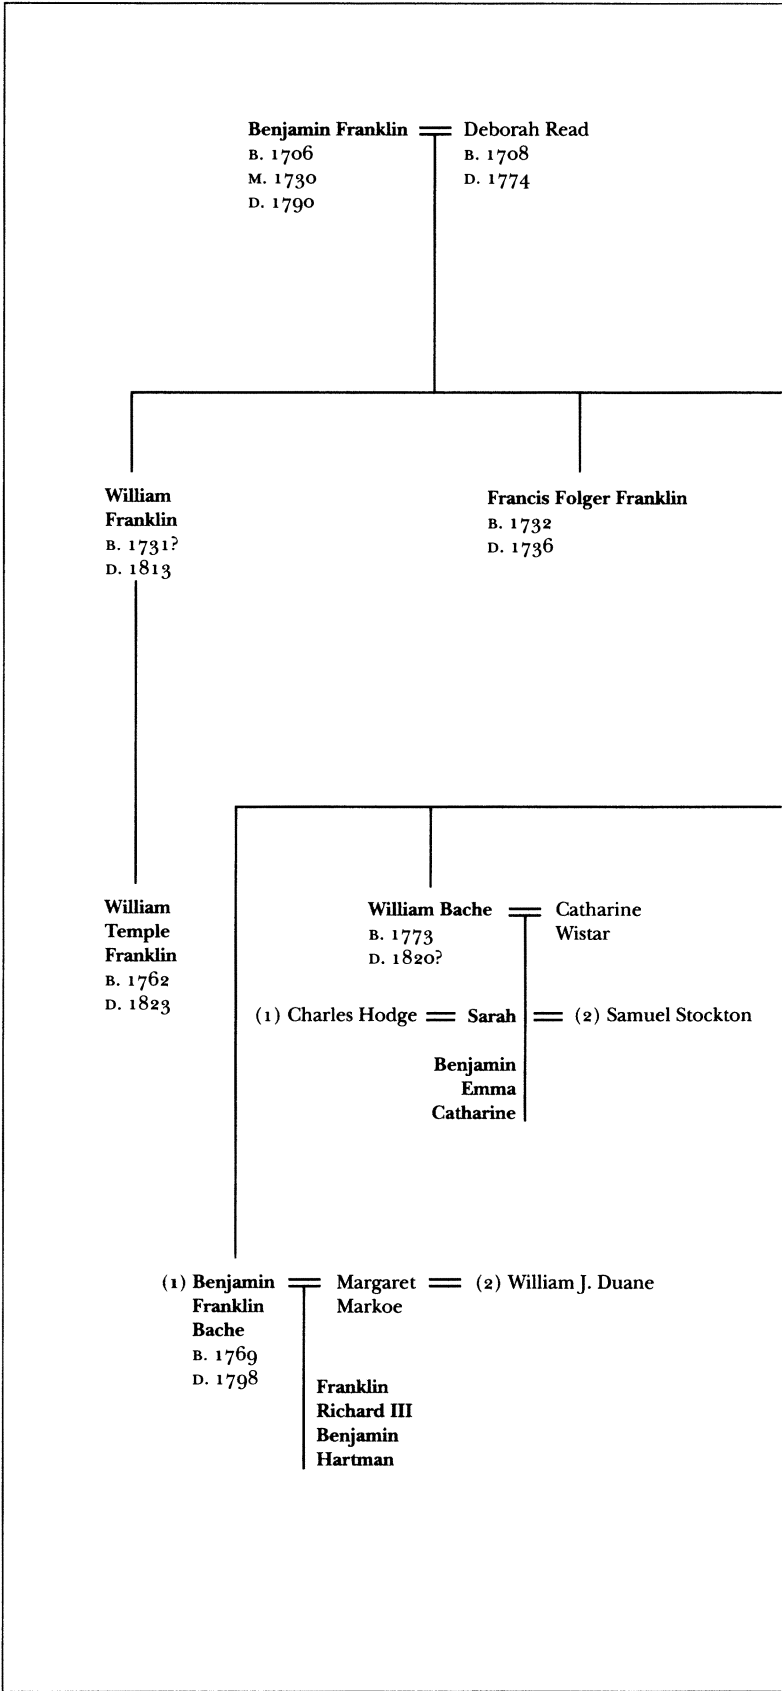 Benjamin Franklin
B. 1706
M. 1730
D. 1790
Deborah Read
B. 1708
D. 1774
William
Franklin
B. 1731?
D. 1813
Francis Folger Franklin
B. 1732
D. 1736
William
Temple
Franklin
B. 1762
D. 1823
William Bache
B. 1773
D. 1820?
Catharine
Wistar
(1) Charles Hodge
Sarah
(2) Samuel Stockton
Benjamin
Emma
Catharine
(1) Benjamin
Franklin
Bache
B. 1769
D. 1798
Margaret
Markoe
(2) William J. Duane
Franklin
Richard III
Benjamin
Hartman